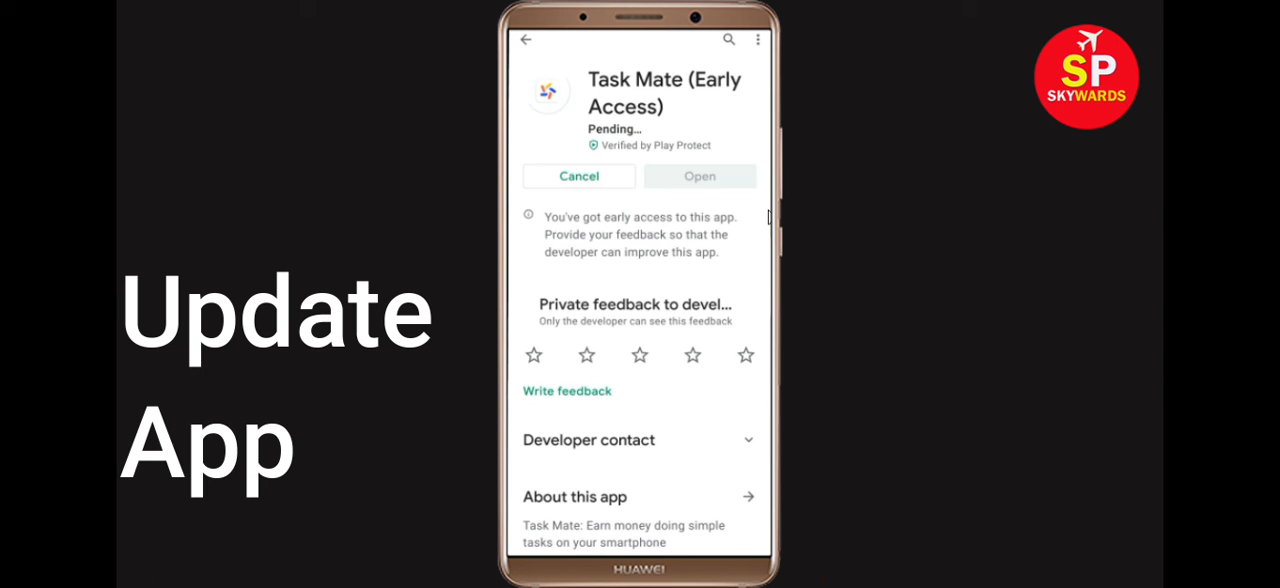 SP
SKYWARDS
Task Mate (Early
Access)
Pending...
Verified by Play Protect
Cancel
Open
You've got early access to this app.
Provide your feedback so that the
developer can improve this app.
Private feedback to devel...
Only the developer can see this feedback
Write feedback
Developer contact
About this app
Task Mate: Earn money doing simple
tasks on your smartphone
HUAWEI
Update
App